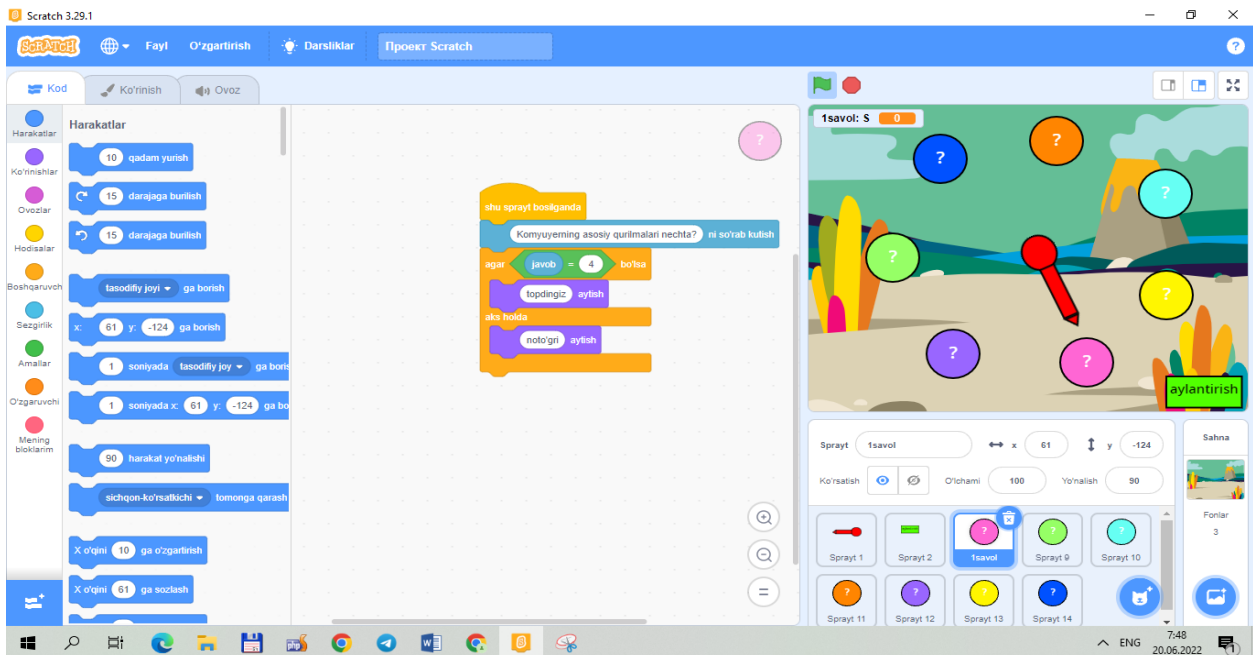 Scratch 3.29.1
SCRATCH Fayl O'zgartirish Darsliklar Проект Scratch ?
Kod Ko'rinish Ovoz
Harakatlar
Ko'rinishlar
Ovozlar
Hodisalar
Boshqaruvch
Sezgirlik
Amallar
O'zgaruvchi
Mening
bloklarim
Harakatlar
10 qadam yurish
15 darajaga burilish
15 darajaga burilish
tasodifiy joyi ga borish
x: 61 y: -124 ga borish
1 soniyada tasodifiy joy ga boris
1 soniyada x: 61 y: -124 ga bo
90 harakat yo'nalishi
sichqon-ko'rsatkichi tomonga qarash
X o'qini 10 ga o'zgartirish
X o'qini 61 ga sozlash
?
shu sprayt bosilganda
Komyuyerning asosiy qurilmalari nechta? ni so'rab kutish
agar javob = 4 bo'lsa
topdingiz aytish
aks holda
noto'gri aytish
1savol: S 0
?
?
?
?
?
?
?
aylantirish
Sprayt 1savol x 61 y -124
Ko'rsatish O'lchami 100 Yo'nalish 90
Sprayt 1
Sprayt 2
? 1savol
? Sprayt 9
? Sprayt 10
? Sprayt 11
? Sprayt 12
? Sprayt 13
? Sprayt 14
Sahna
Fonlar
3
php
W
ENG
7:48
20.06.2022